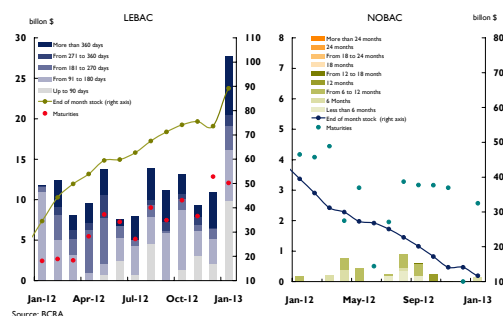 billon $
LEBAC
NOBAC
billon $
30
25
20
15
10
5
0
More than 360 days
From 271 to 360 days
From 181 to 270 days
From 91 to 180 days
Up to 90 days
End of month stock (right axis)
Maturities
110
100
90
80
70
60
50
40
30
20
10
Jan-12
Apr-12
Jul-12
Oct-12
Jan-13
8
7
6
5
4
3
2
1
0
More than 24 months
24 months
From 18 to 24 months
18 months
From 12 to 18 month
12 months
From 6 to 12 months
6 Months
Less than 6 months
End of month stock (right axis)
Maturities
80
70
60
50
40
30
20
10
Jan-12
May-12
Sep-12
Jan-13
Source: BCRA